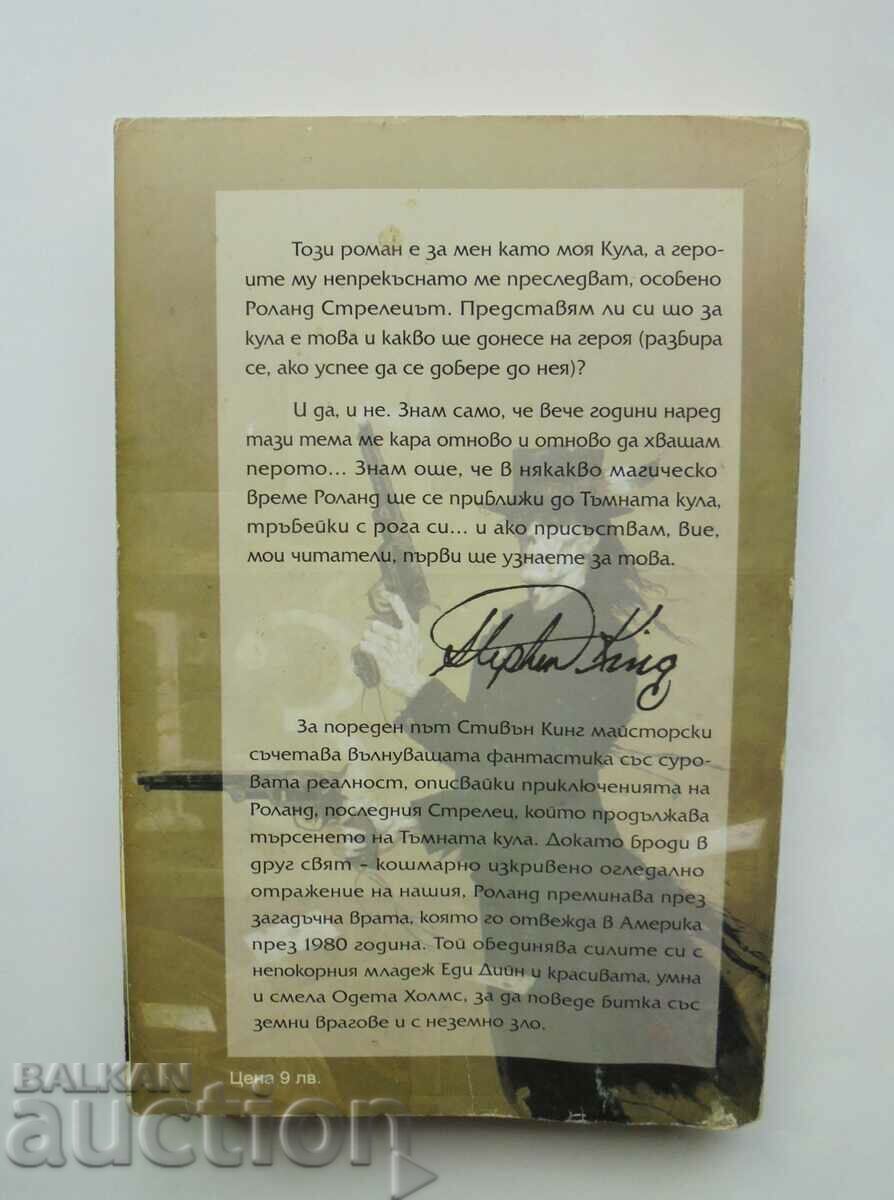 Този роман е за мен като моя Кула, а геро-
ите му непрекъснато ме преследват, особено
Роланд Стрелецът. Представям ли си що за
кула е това и какво ще донесе на героя (разбира
се, ако успее да се добере до нея)?
И да, и не. Знам само, че вече години наред
тази тема ме кара отново и отново да хващам
перото... Знам още, че в някакво магическо
време Роланд ще се приближи до Тъмната кула,
тръбейки с рога си... и ако присъствам, вие,
мои читатели, първи ще узнаете за това.
Stephen King
За пореден път Стивън Кинг майсторски
съчетава вълнуващата фантастика със суро-
вата реалност, описвайки приключенията на
Роланд, последния Стрелец, който продължава
търсенето на Тъмната кула. Докато броди в
друг свят – кошмарно изкривено огледално
отражение на нашия, Роланд преминава през
загадъчна врата, която го отвежда в Америка
през 1980 година. Той обединява силите си с
непокорния младеж Еди Дийн и красивата, умна
и смела Одета Холмс, за да поведе битка със
земни врагове и с неземно зло.
Цена 9 лв.
BALKAN
auction